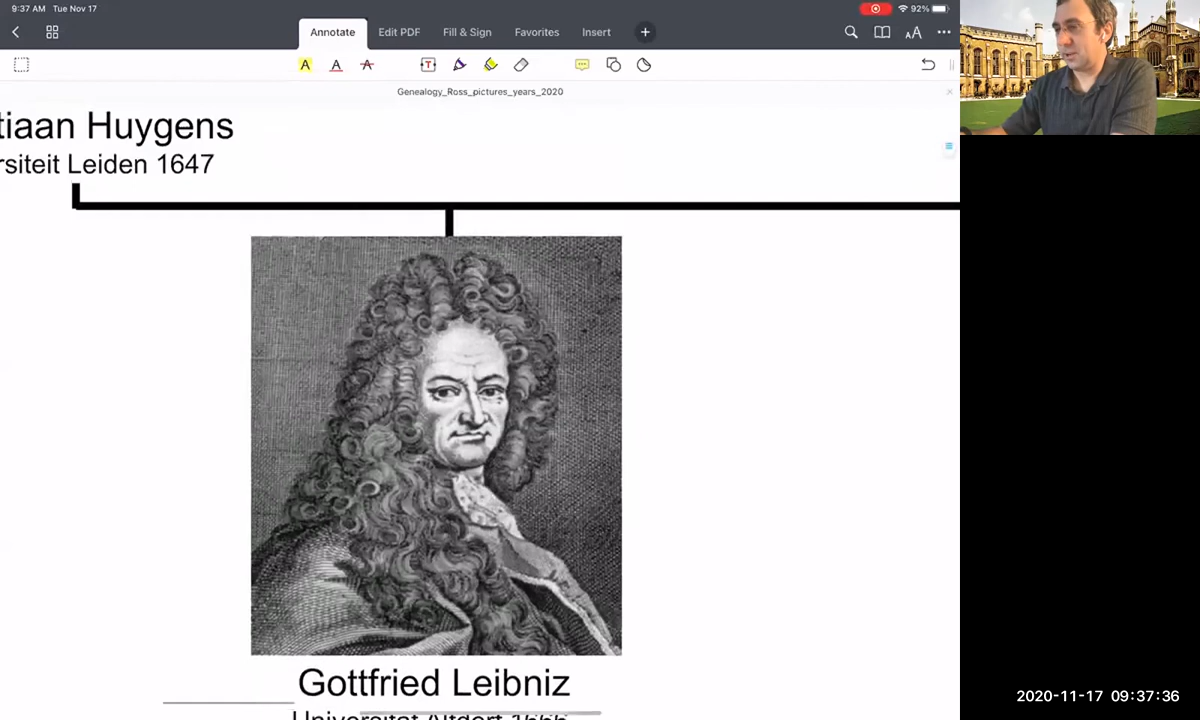 9:37 AM Tue Nov 17
92%
Annotate Edit PDF Fill & Sign Favorites Insert
AA
A A A T
Genealogy_Ross_pictures_years_2020
tiaan Huygens
rsiteit Leiden 1647
Gottfried Leibniz
2020-11-17 09:37:36